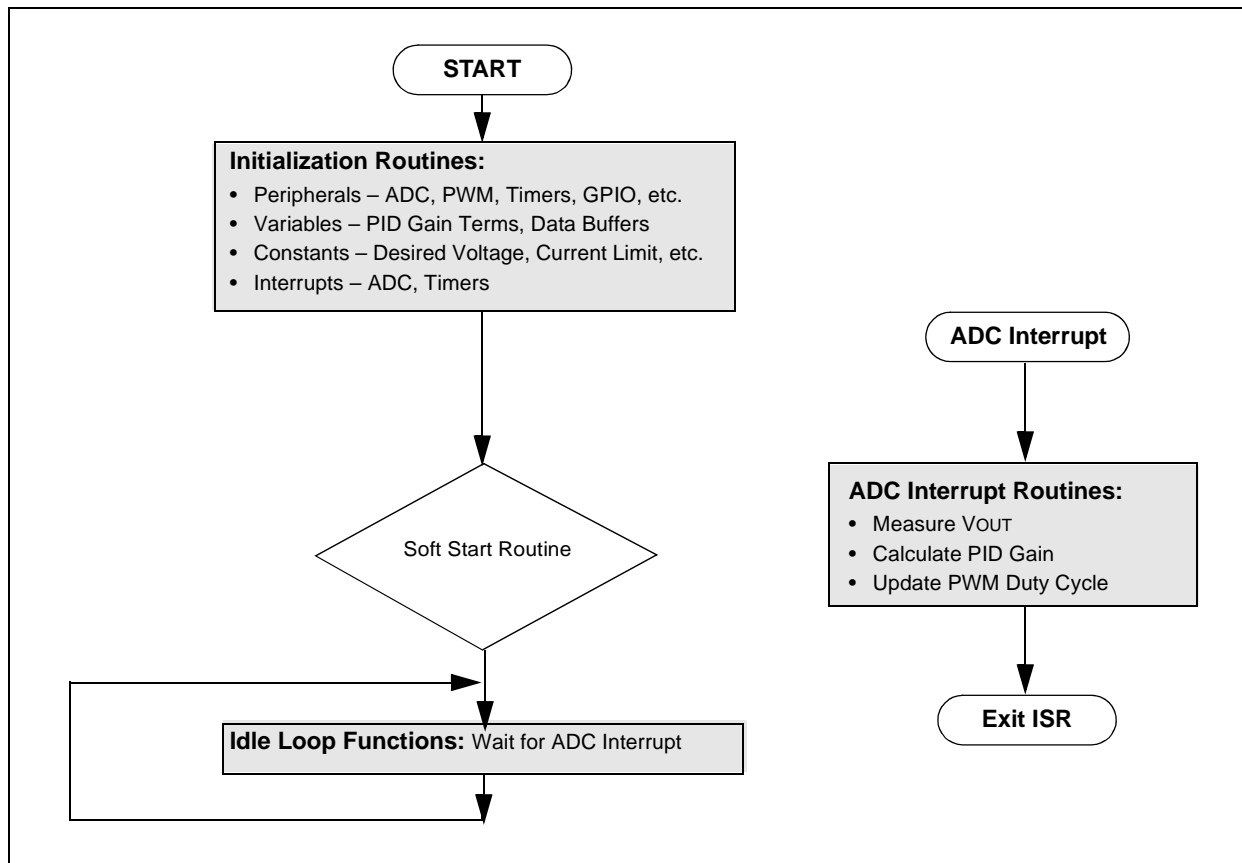 START
Initialization Routines:
• Peripherals – ADC, PWM, Timers, GPIO, etc.
• Variables – PID Gain Terms, Data Buffers
• Constants – Desired Voltage, Current Limit, etc.
• Interrupts – ADC, Timers
Soft Start Routine
Idle Loop Functions: Wait for ADC Interrupt
ADC Interrupt
ADC Interrupt Routines:
• Measure VOUT
• Calculate PID Gain
• Update PWM Duty Cycle
Exit ISR